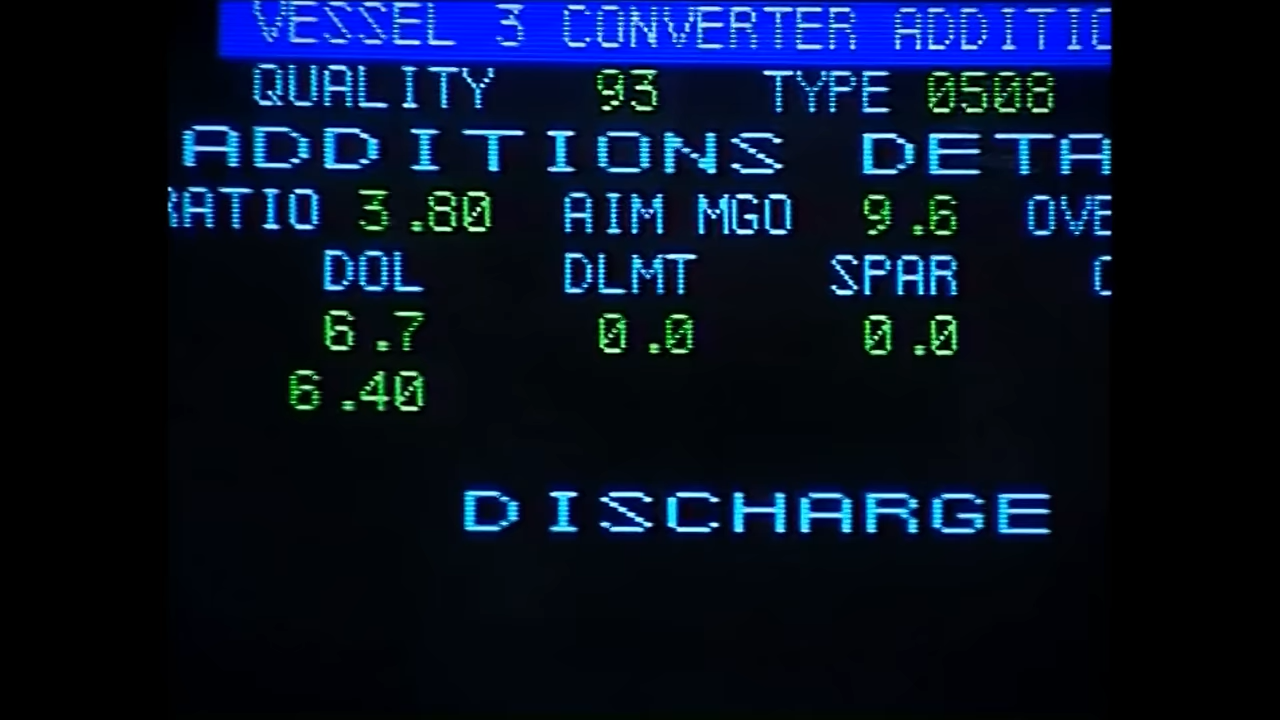 VESSEL 3 CONVERTER ADDITIO
QUALITY 93 TYPE 0508
ADDITIONS DETA
RATIO 3.80 AIM MGO 9.6 OVE
DOL DLMT SPAR C
6.7 0.0 0.0
6.40
DISCHARGE